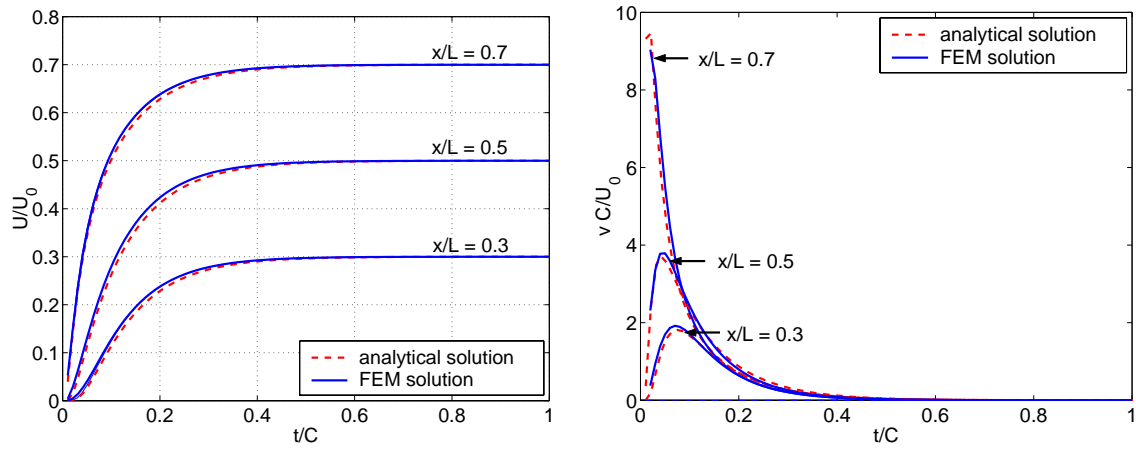 0.8
0.7
0.6
0.5
0.4
0.3
0.2
0.1
0
U/U₀
x/L = 0.7
x/L = 0.5
x/L = 0.3
analytical solution
FEM solution
0 0.2 0.4 0.6 0.8 1
t/C
10
8
6
4
2
0
v C/U₀
x/L = 0.7
x/L = 0.5
x/L = 0.3
analytical solution
FEM solution
0 0.2 0.4 0.6 0.8 1
t/C